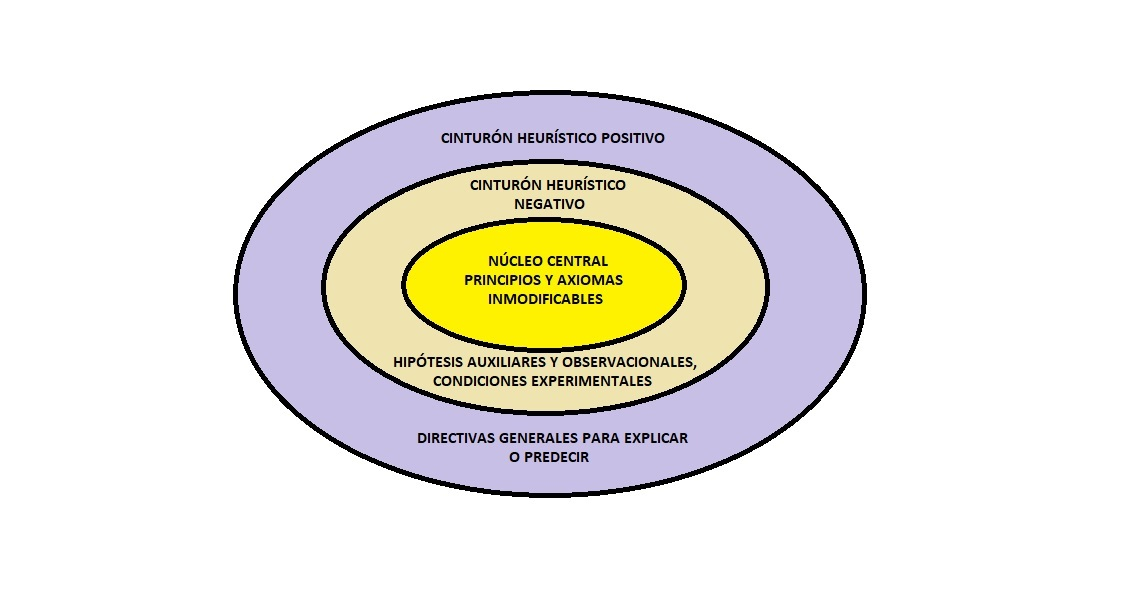 CINTURÓN HEURÍSTICO POSITIVO
CINTURÓN HEURÍSTICO
NEGATIVO
NÚCLEO CENTRAL
PRINCIPIOS Y AXIOMAS
INMODIFICABLES
HIPÓTESIS AUXILIARES Y OBSERVACIONALES,
CONDICIONES EXPERIMENTALES
DIRECTIVAS GENERALES PARA EXPLICAR
O PREDECIR